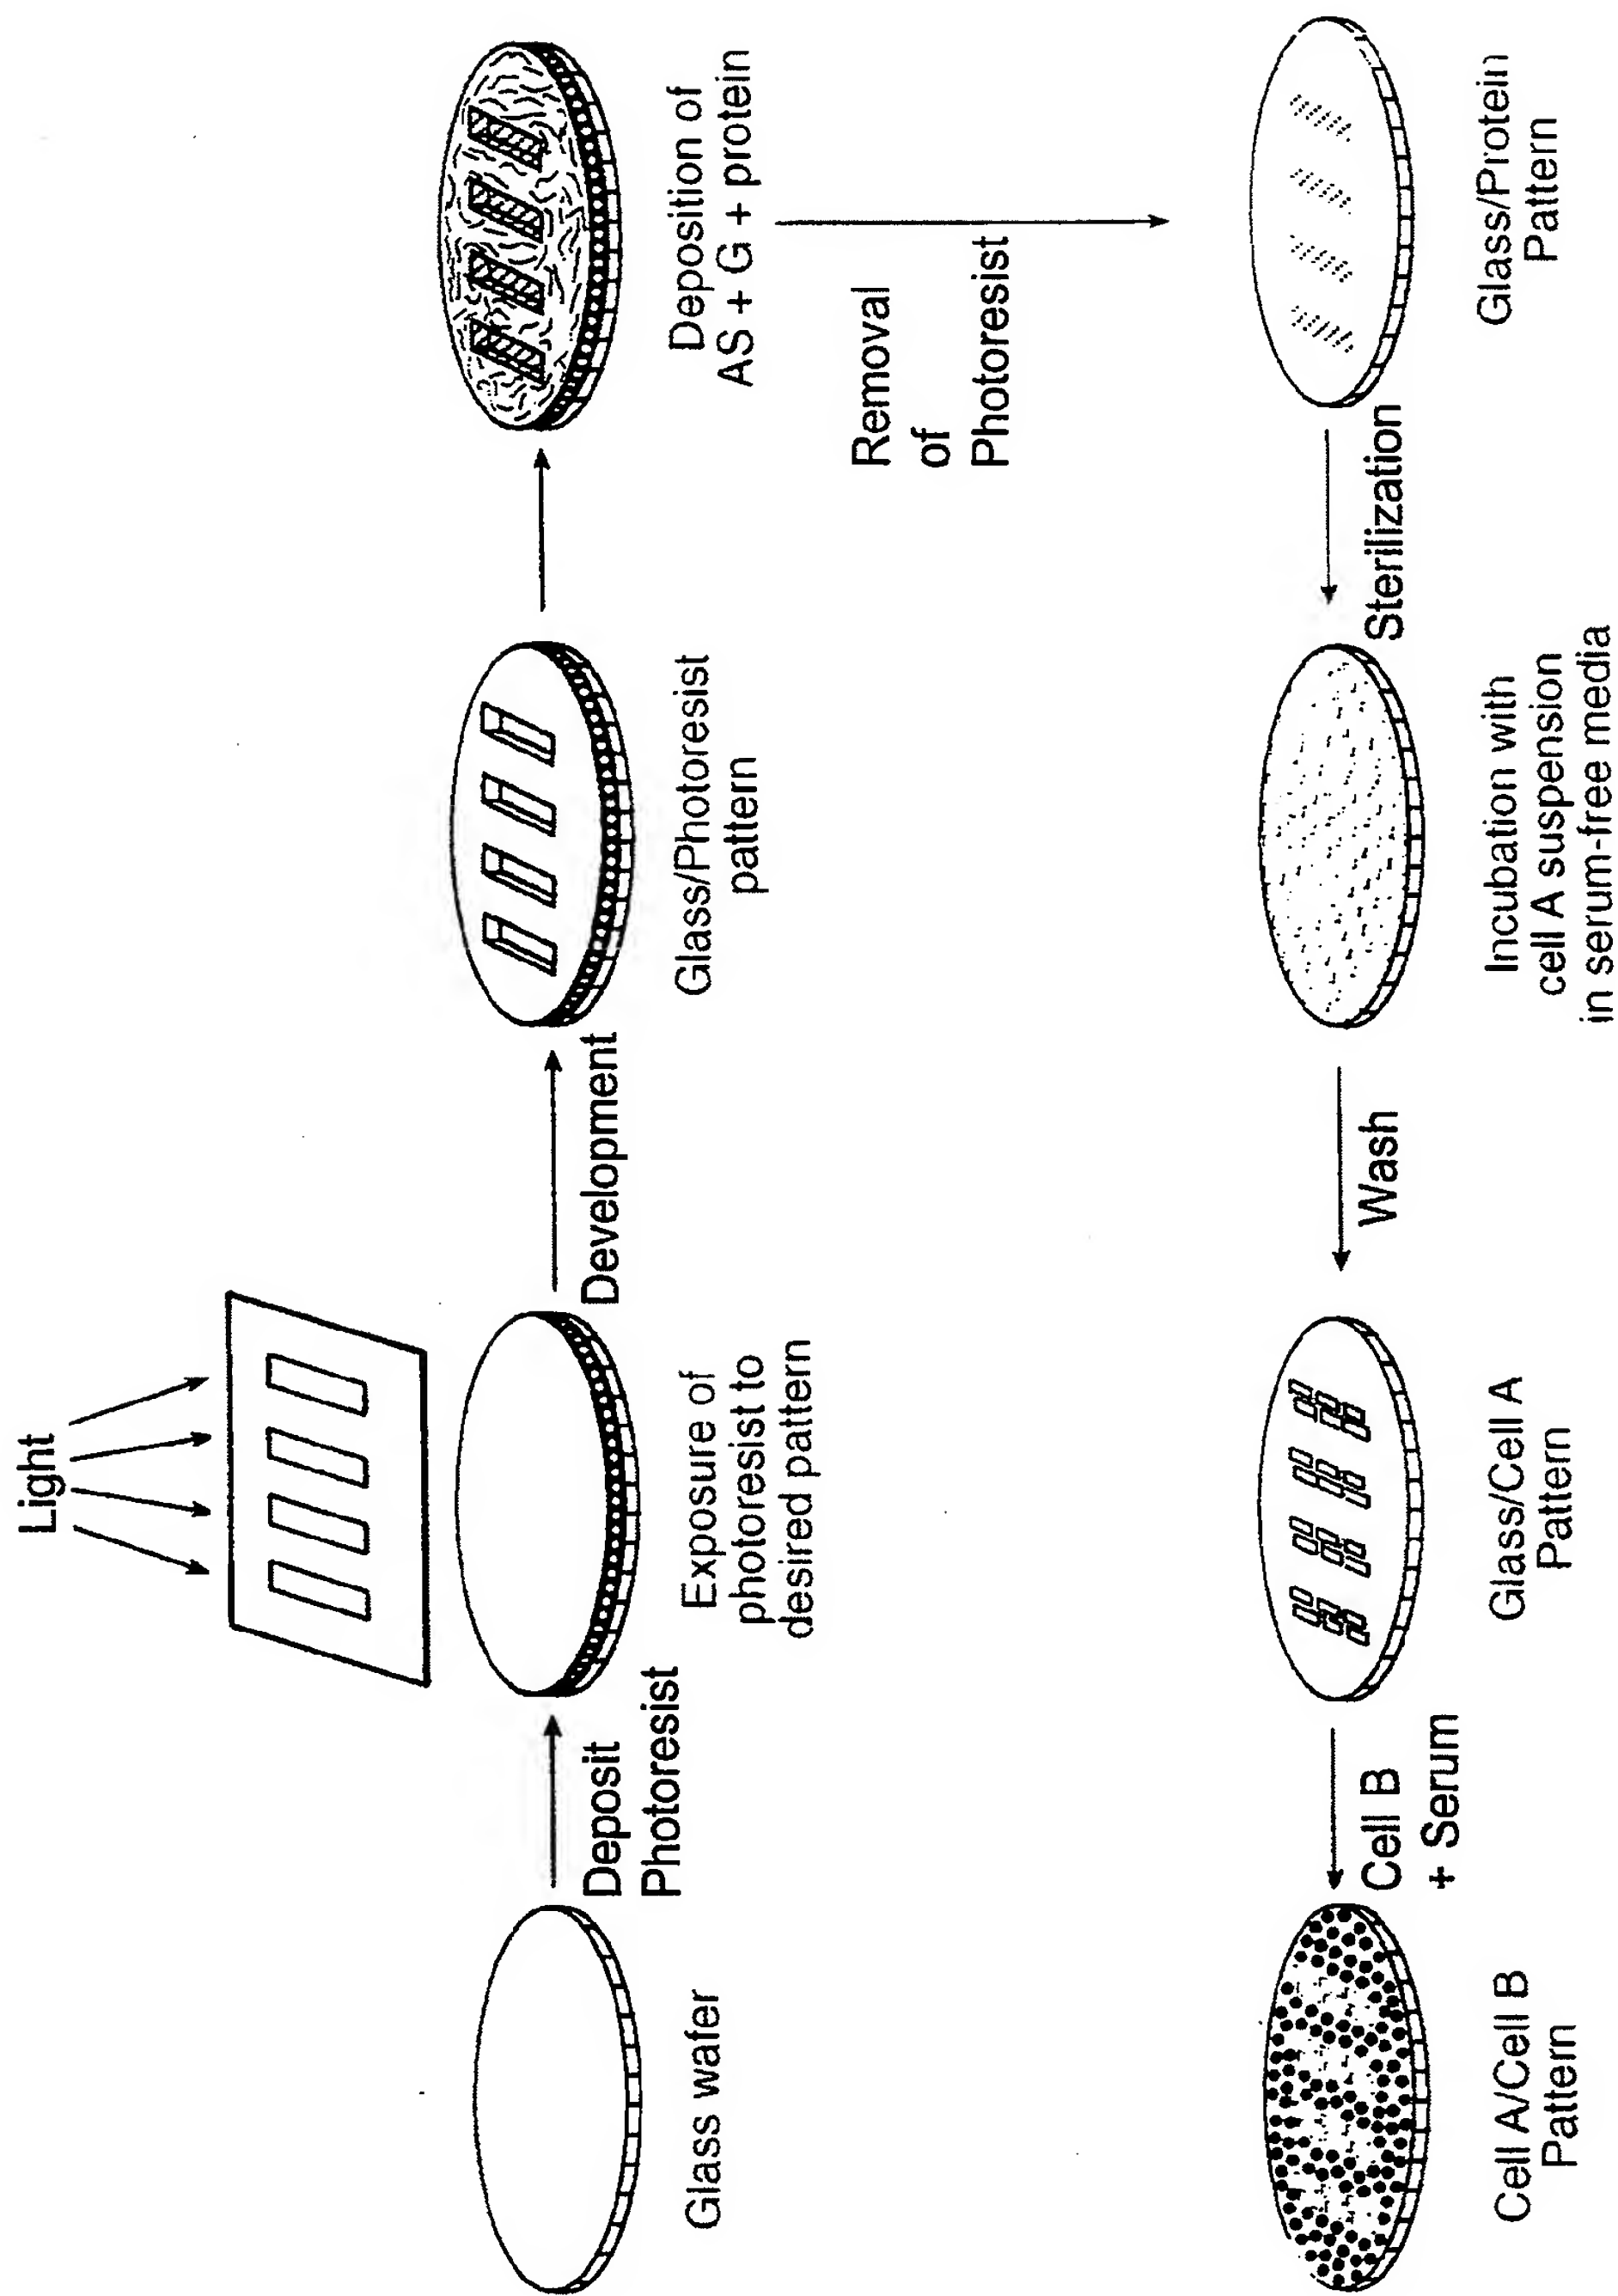 Light
Glass wafer
Deposit
Photoresist
Exposure of
photoresist to
desired pattern
Development
Glass/Photoresist
pattern
Deposition of
AS + G + protein
Removal
of
Photoresist
Glass/Protein
Pattern
Sterilization
Incubation with
cell A suspension
in serum-free media
Wash
Glass/Cell A
Pattern
Cell B
+ Serum
Cell A/Cell B
Pattern